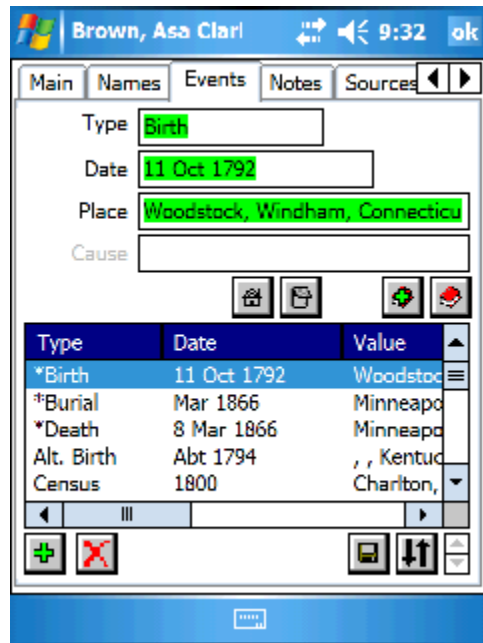 Brown, Asa Clarl 9:32 ok
Main Names Events Notes Sources
Type Birth
Date 11 Oct 1792
Place Woodstock, Windham, Connecticu
Cause
Type Date Value
*Birth 11 Oct 1792 Woodstoc
*Burial Mar 1866 Minneapo
*Death 8 Mar 1866 Minneapo
Alt. Birth Abt 1794 , , Kentuc
Census 1800 Charlton,